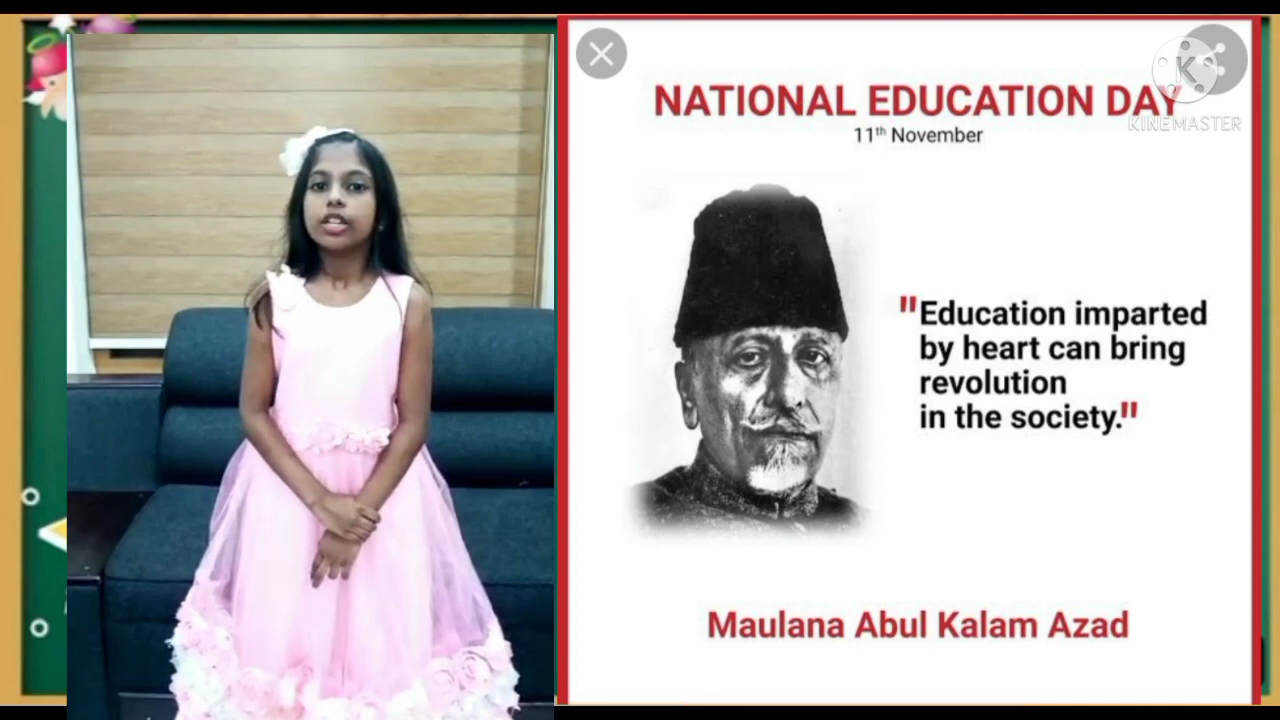 NATIONAL EDUCATION DAY
11th November
K
KINEMASTER
"Education imparted
by heart can bring
revolution
in the society."
Maulana Abul Kalam Azad